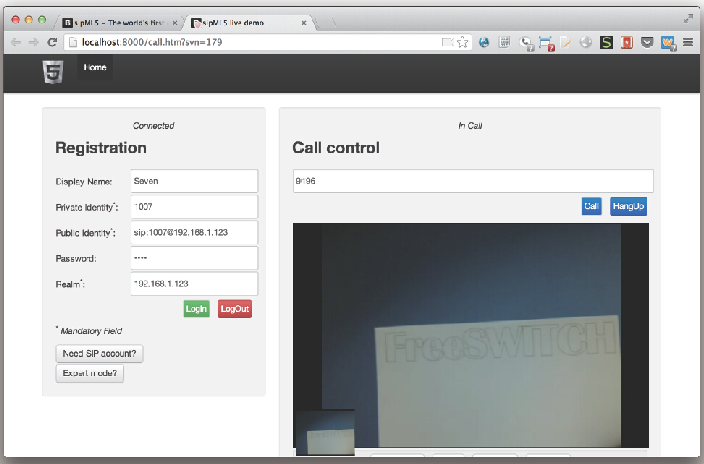 sipML5 - The world's first
sipML5 live demo
localhost:8000/call.htm?svn=179
Home
Connected
Registration
Display Name:
Seven
Private Identity*:
1007
Public Identity*:
sip:1007@192.168.1.123
Password:
----
Realm*:
192.168.1.123
LogIn
LogOut
* Mandatory Field
Need SIP account?
Expert mode?
In Call
Call control
9196
Call
HangUp
FreeSWITCH